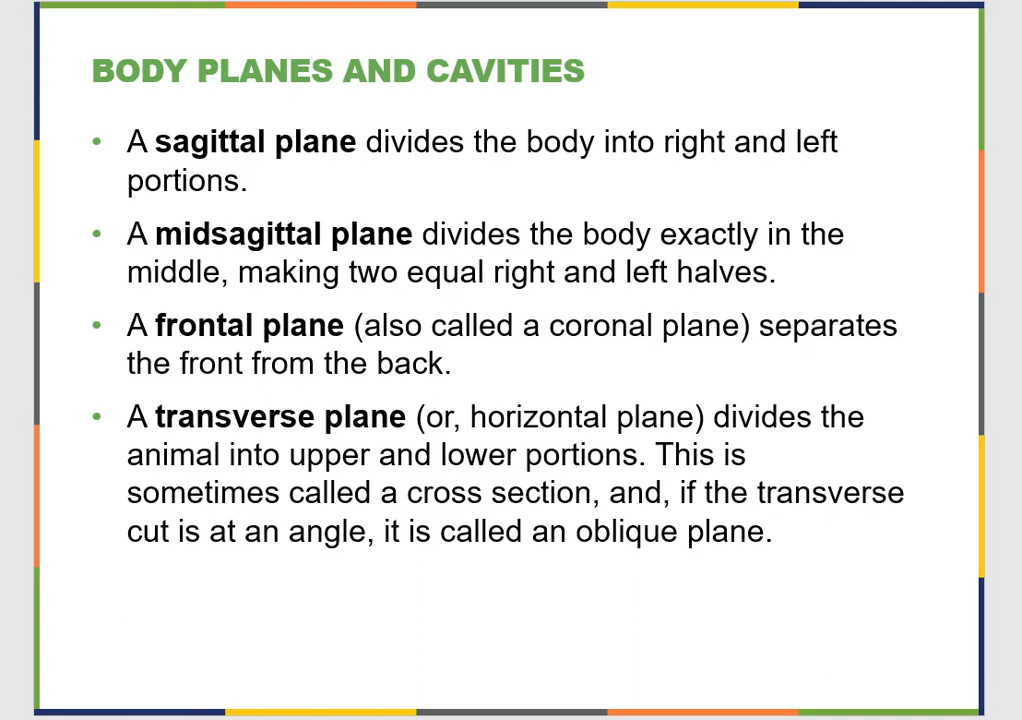 BODY PLANES AND CAVITIES
• A sagittal plane divides the body into right and left
portions.
• A midsagittal plane divides the body exactly in the
middle, making two equal right and left halves.
• A frontal plane (also called a coronal plane) separates
the front from the back.
• A transverse plane (or, horizontal plane) divides the
animal into upper and lower portions. This is
sometimes called a cross section, and, if the transverse
cut is at an angle, it is called an oblique plane.